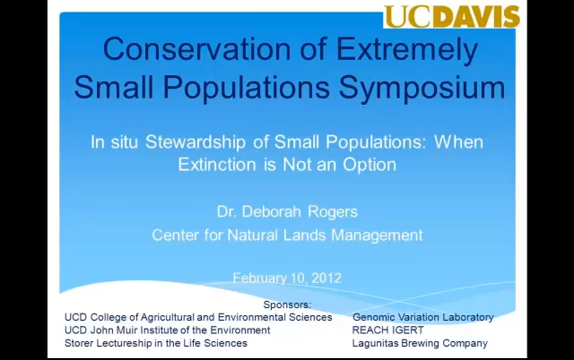 UCDAVIS
Conservation of Extremely
Small Populations Symposium
In situ Stewardship of Small Populations: When
Extinction is Not an Option
Dr. Deborah Rogers
Center for Natural Lands Management
February 10, 2012
Sponsors:
UCD College of Agricultural and Environmental Sciences
UCD John Muir Institute of the Environment
Storer Lectureship in the Life Sciences
Genomic Variation Laboratory
REACH IGERT
Lagunitas Brewing Company